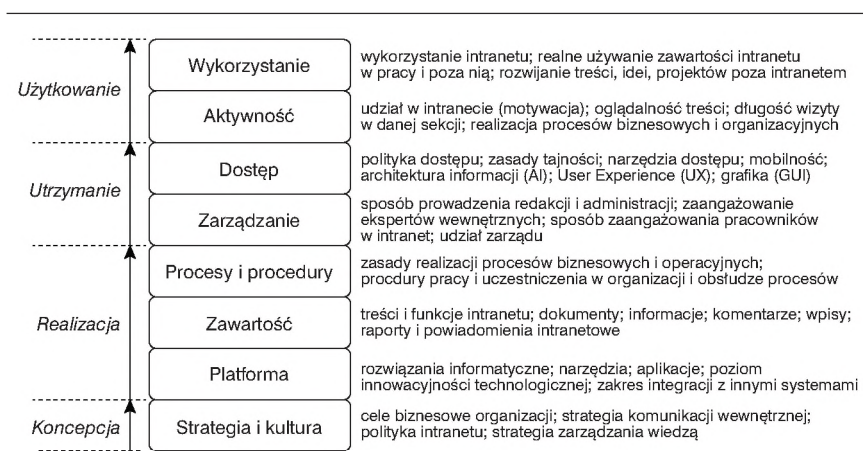 Użytkowanie
Wykorzystanie
wykorzystanie intranetu; realne używanie zawartości intranetu
w pracy i poza nią; rozwijanie treści, idei, projektów poza intranetem
Aktywność
udział w intranecie (motywacja); oglądalność treści; długość wizyty
w danej sekcji; realizacja procesów biznesowych i organizacyjnych
Utrzymanie
Dostęp
polityka dostępu; zasady tajności; narzędzia dostępu; mobilność;
architektura informacji (AI); User Experience (UX); grafika (GUI)
Zarządzanie
sposób prowadzenia redakcji i administracji; zaangażowanie
ekspertów wewnętrznych; sposób zaangażowania pracowników
w intranet; udział zarządu
Realizacja
Procesy i procedury
zasady realizacji procesów biznesowych i operacyjnych;
procdury pracy i uczestniczenia w organizacji i obsłudze procesów
Zawartość
treści i funkcje intranetu; dokumenty; informacje; komentarze; wpisy;
raporty i powiadomienia intranetowe
Platforma
rozwiązania informatyczne; narzędzia; aplikacje; poziom
innowacyjności technologicznej; zakres integracji z innymi systemami
Koncepcja
Strategia i kultura
cele biznesowe organizacji; strategia komunikacji wewnętrznej;
polityka intranetu; strategia zarządzania wiedzą